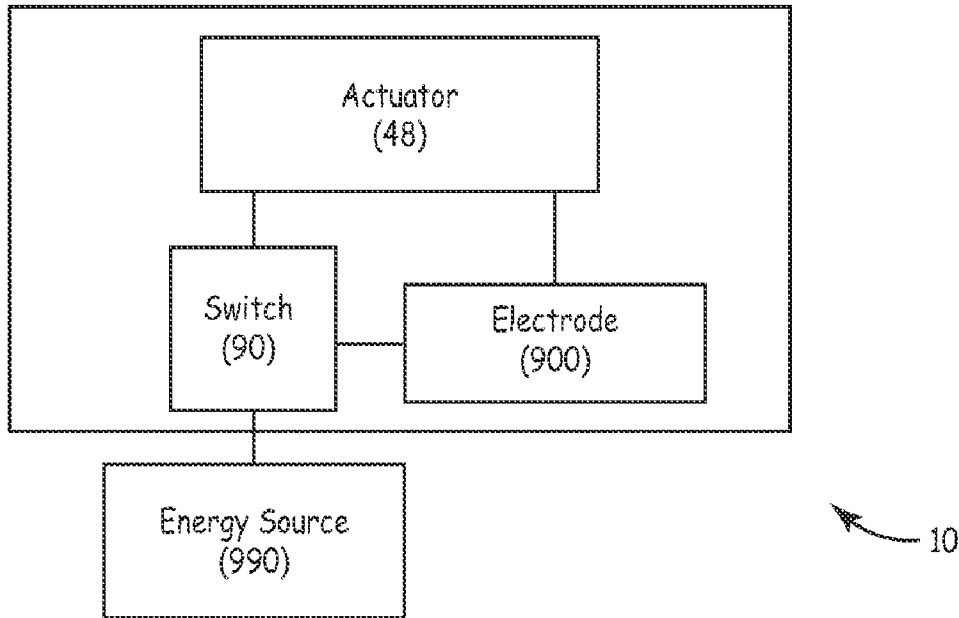 Actuator
(48)
Switch
(90)
Electrode
(900)
Energy Source
(990)
10